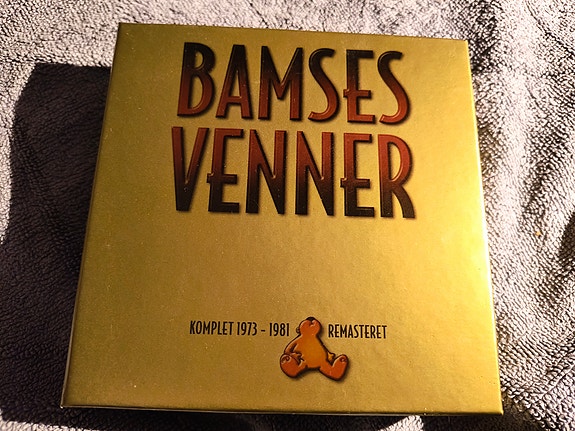 BAMSES
VENNER
KOMPLET 1973 - 1981 REMASTERET